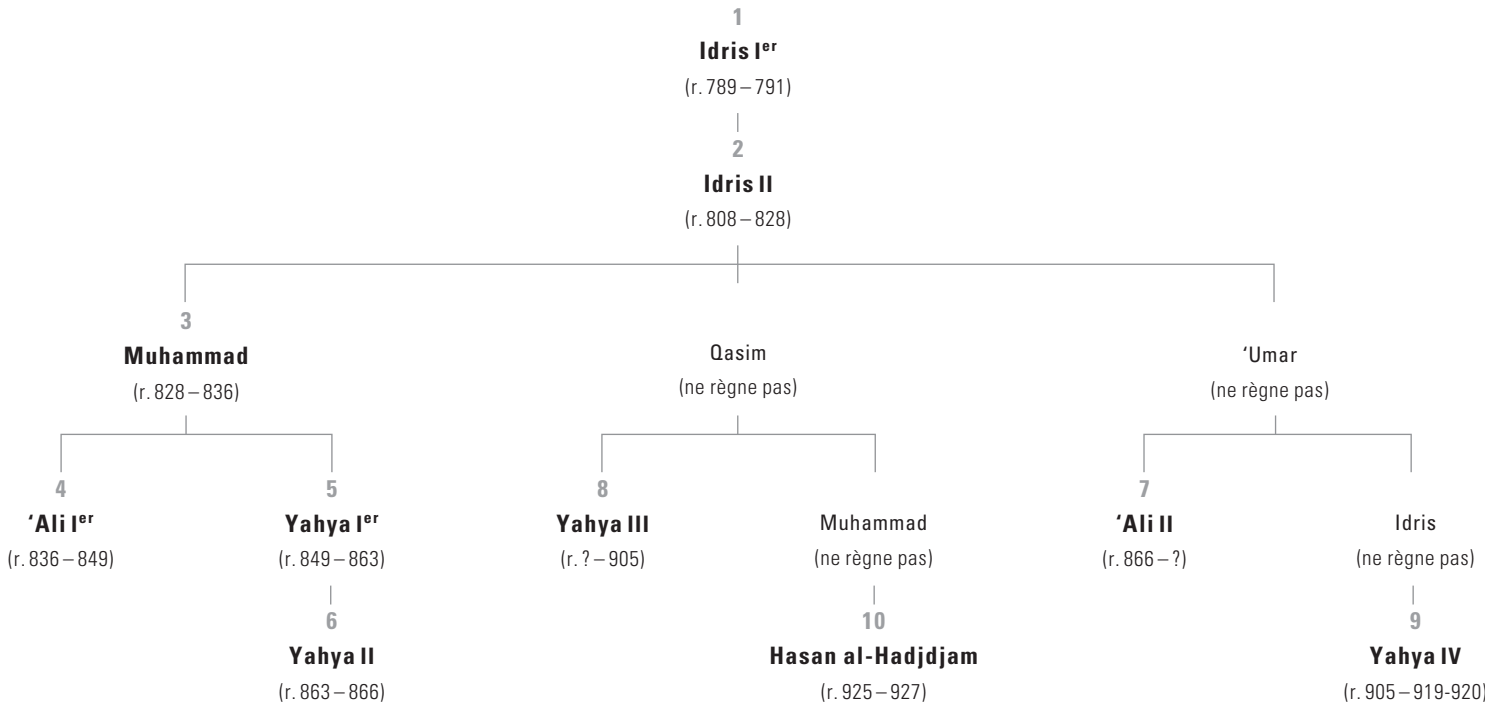 1
Idris Ier
(r. 789 – 791)
2
Idris II
(r. 808 – 828)
3
Muhammad
(r. 828 – 836)
Qasim
(ne règne pas)
‘Umar
(ne règne pas)
4
‘Ali Ier
(r. 836 – 849)
5
Yahya Ier
(r. 849 – 863)
8
Yahya III
(r. ? – 905)
Muhammad
(ne règne pas)
7
‘Ali II
(r. 866 – ?)
Idris
(ne règne pas)
6
Yahya II
(r. 863 – 866)
10
Hasan al-Hadjdjam
(r. 925 – 927)
9
Yahya IV
(r. 905 – 919-920)